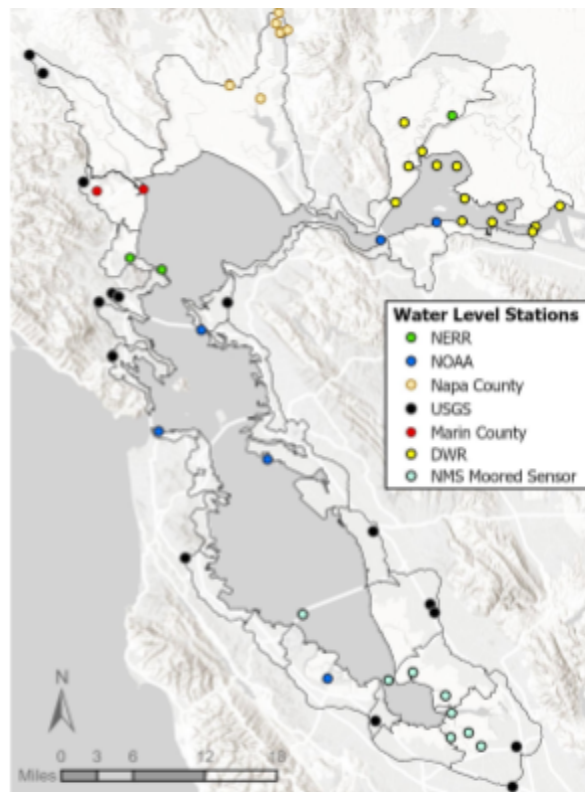 Water Level Stations
NERR
NOAA
Napa County
USGS
Marin County
DWR
NMS Moored Sensor
N
0 3 6 12 18
Miles